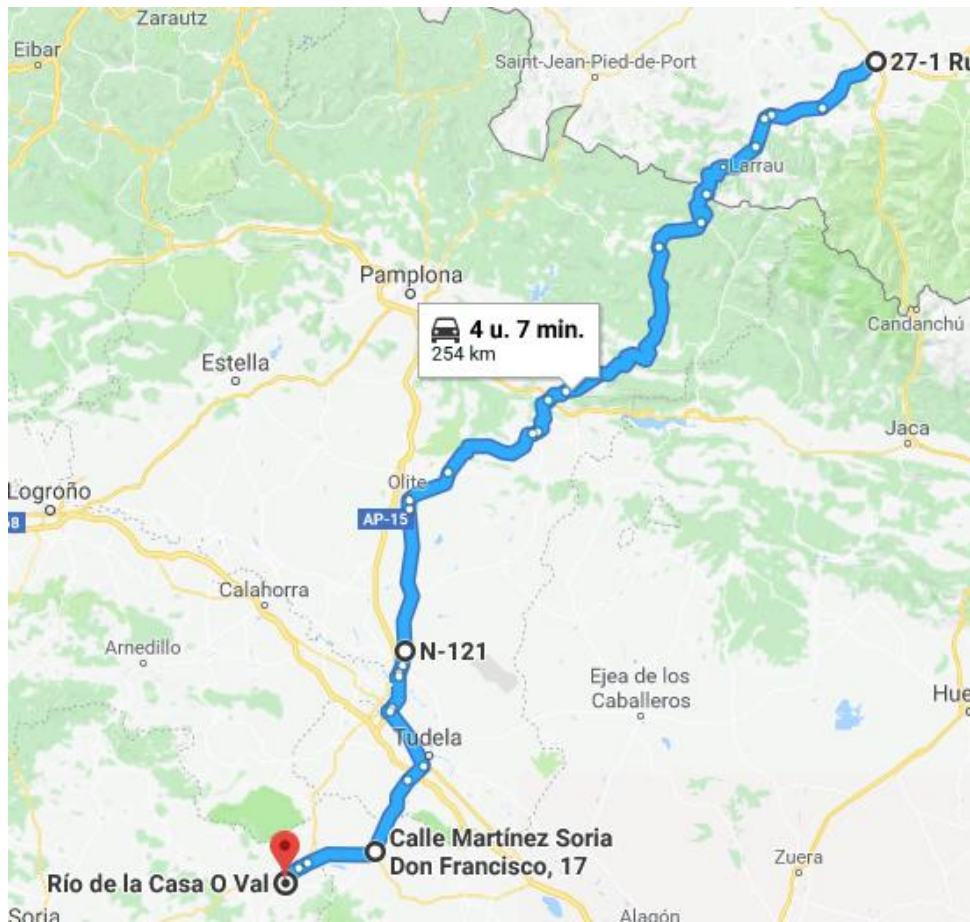 Zarautz
Eibar
Saint-Jean-Pied-de-Port
27-1 Ru
Larrau
Pamplona
4 u. 7 min.
254 km
Candanchú
Estella
Jaca
Olite
Logroño
AP-15
68
Calahorra
N-121
Arnedillo
Ejea de los
Caballeros
Hue
Tudela
Calle Martínez Soria
Don Francisco, 17
Zuera
Río de la Casa O Val
Soria
Alagón